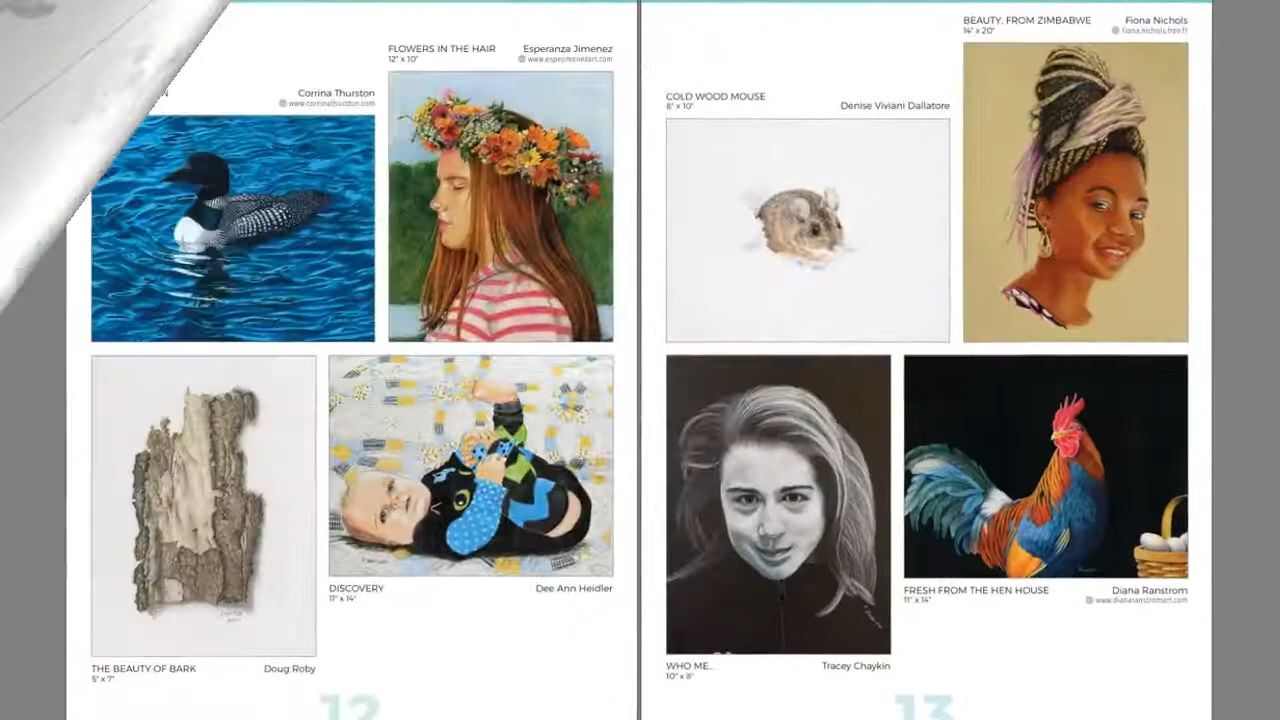 FLOWERS IN THE HAIR Esperanza Jimenez
12" x 10"
Corrina Thurston
www.corrinathurston.com
THE BEAUTY OF BARK Doug Roby
5" x 7"
DISCOVERY Dee Ann Heidler
11" x 14"
12
BEAUTY, FROM ZIMBABWE Fiona Nichols
14" x 20" fiona.nichols.free.fr
COLD WOOD MOUSE
8" x 10" Denise Viviani Dallatore
WHO ME... Tracey Chaykin
10" x 8"
FRESH FROM THE HEN HOUSE Diana Ranstrom
11" x 14" www.dianaranstromart.com
13